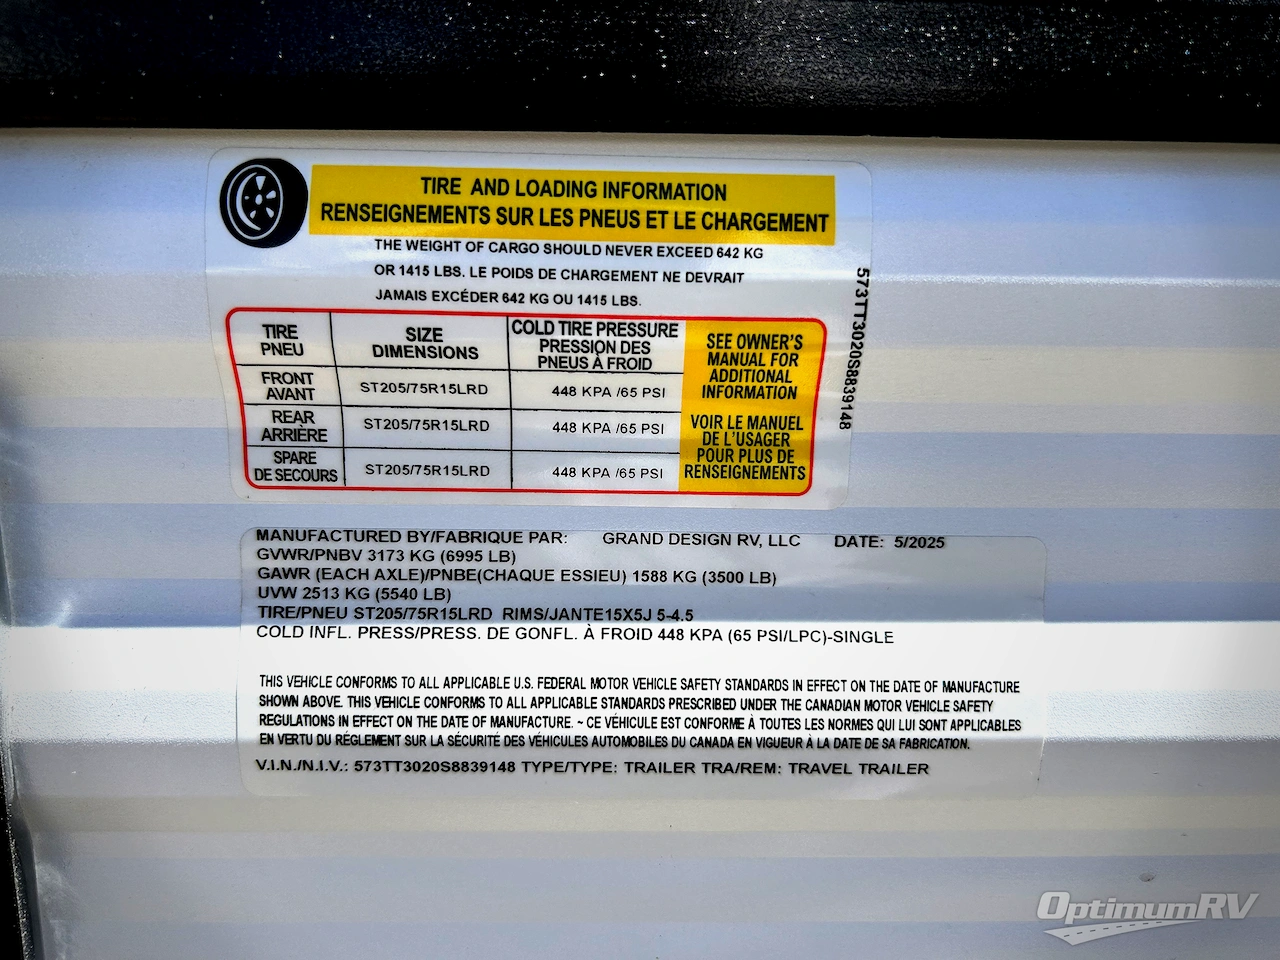 TIRE AND LOADING INFORMATION
RENSEIGNEMENTS SUR LES PNEUS ET LE CHARGEMENT
THE WEIGHT OF CARGO SHOULD NEVER EXCEED 642 KG
OR 1415 LBS. LE POIDS DE CHARGEMENT NE DEVRAIT
JAMAIS EXCÉDER 642 KG OU 1415 LBS.
TIRE
PNEU
SIZE
DIMENSIONS
COLD TIRE PRESSURE
PRESSION DES
PNEUS À FROID
FRONT
AVANT
ST205/75R15LRD
448 KPA /65 PSI
REAR
ARRIÈRE
ST205/75R15LRD
448 KPA /65 PSI
SPARE
DE SECOURS
ST205/75R15LRD
448 KPA /65 PSI
SEE OWNER'S
MANUAL FOR
ADDITIONAL
INFORMATION
VOIR LE MANUEL
DE L'USAGER
POUR PLUS DE
RENSEIGNEMENTS
573TT3020S8839148
MANUFACTURED BY/FABRIQUE PAR: GRAND DESIGN RV, LLC DATE: 5/2025
GVWR/PNBV 3173 KG (6995 LB)
GAWR (EACH AXLE)/PNBE(CHAQUE ESSIEU) 1588 KG (3500 LB)
UVW 2513 KG (5540 LB)
TIRE/PNEU ST205/75R15LRD RIMS/JANTE15X5J 5-4.5
COLD INFL. PRESS/PRESS. DE GONFL. À FROID 448 KPA (65 PSI/LPC)-SINGLE
THIS VEHICLE CONFORMS TO ALL APPLICABLE U.S. FEDERAL MOTOR VEHICLE SAFETY STANDARDS IN EFFECT ON THE DATE OF MANUFACTURE
SHOWN ABOVE. THIS VEHICLE CONFORMS TO ALL APPLICABLE STANDARDS PRESCRIBED UNDER THE CANADIAN MOTOR VEHICLE SAFETY
REGULATIONS IN EFFECT ON THE DATE OF MANUFACTURE. ~ CE VÉHICULE EST CONFORME À TOUTES LES NORMES QUI LUI SONT APPLICABLES
EN VERTU DU RÉGLEMENT SUR LA SÉCURITÉ DES VÉHICULES AUTOMOBILES DU CANADA EN VIGUEUR À LA DATE DE SA FABRICATION.
V.I.N./N.I.V.: 573TT3020S8839148 TYPE/TYPE: TRAILER TRA/REM: TRAVEL TRAILER
OptimumRV